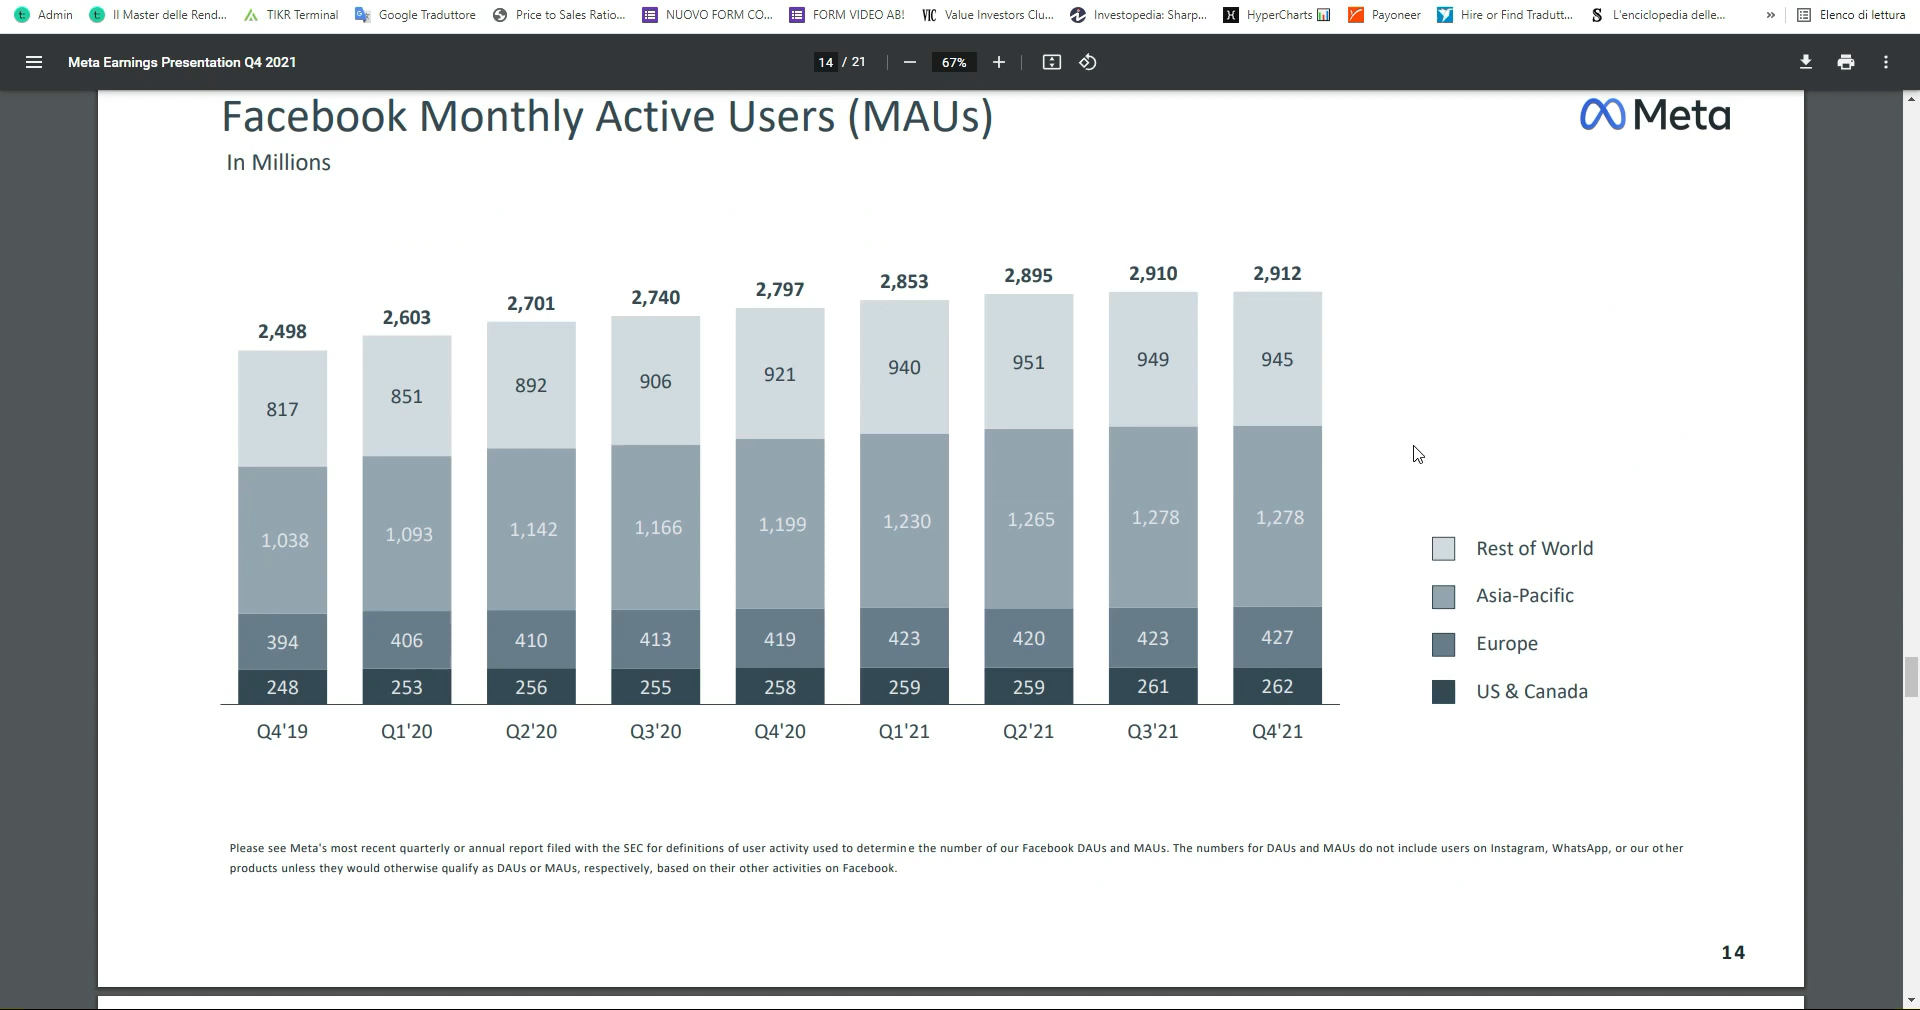 Admin Il Master delle Rend... TIKR Terminal Google Traduttore Price to Sales Ratio... NUOVO FORM CO... FORM VIDEO AB! VIC Value Investors Clu... Investopedia: Sharp... HyperCharts Payoneer Hire or Find Tradutt... S L'enciclopedia delle... » Elenco di lettura
Meta Earnings Presentation Q4 2021 14 / 21 67%
Facebook Monthly Active Users (MAUs)
Meta
In Millions
2,498 2,603 2,701 2,740 2,797 2,853 2,895 2,910 2,912
817 851 892 906 921 940 951 949 945
1,038 1,093 1,142 1,166 1,199 1,230 1,265 1,278 1,278
394 406 410 413 419 423 420 423 427
248 253 256 255 258 259 259 261 262
Q4'19 Q1'20 Q2'20 Q3'20 Q4'20 Q1'21 Q2'21 Q3'21 Q4'21
Rest of World
Asia-Pacific
Europe
US & Canada
Please see Meta's most recent quarterly or annual report filed with the SEC for definitions of user activity used to determine the number of our Facebook DAUs and MAUs. The numbers for DAUs and MAUs do not include users on Instagram, WhatsApp, or our other
products unless they would otherwise qualify as DAUs or MAUs, respectively, based on their other activities on Facebook.
14